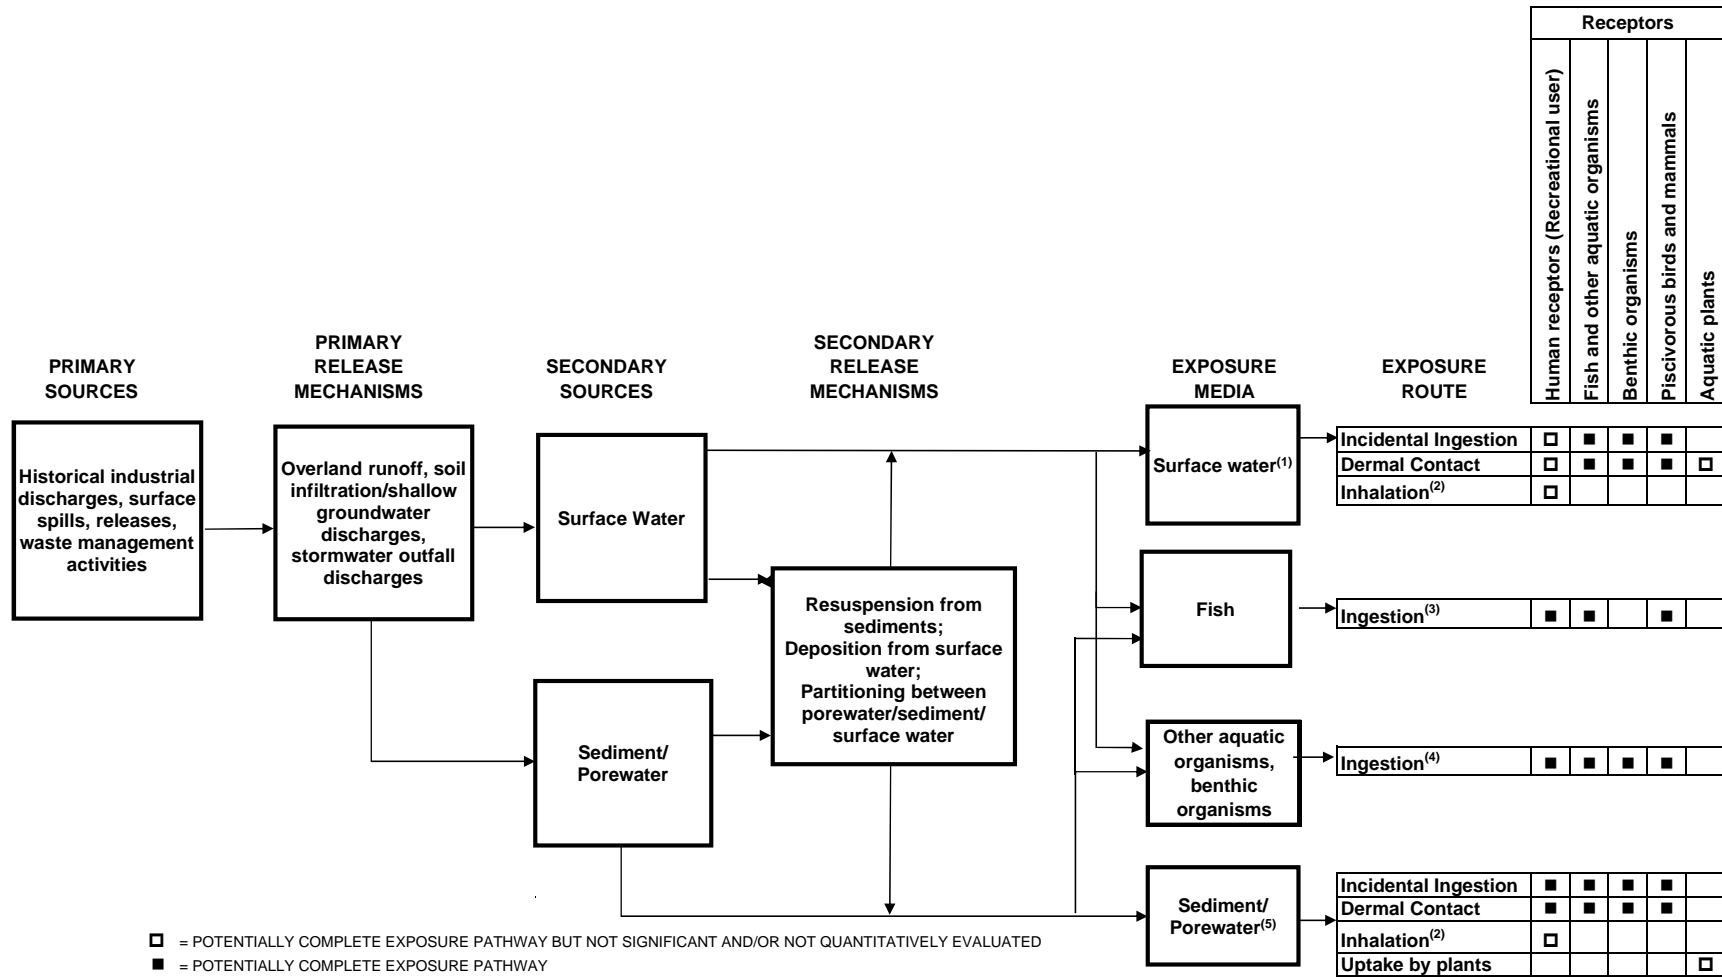 Receptors
Human receptors (Recreational user)
Fish and other aquatic organisms
Benthic organisms
Piscivorous birds and mammals
Aquatic plants
PRIMARY
SOURCES
PRIMARY
RELEASE
MECHANISMS
SECONDARY
SOURCES
SECONDARY
RELEASE
MECHANISMS
EXPOSURE
MEDIA
EXPOSURE
ROUTE
Historical industrial
discharges, surface
spills, releases,
waste management
activities
Overland runoff, soil
infiltration/shallow
groundwater
discharges,
stormwater outfall
discharges
Surface Water
Sediment/
Porewater
Resuspension from
sediments;
Deposition from surface
water;
Partitioning between
porewater/sediment/
surface water
Surface water(1)
Incidental Ingestion
Dermal Contact
Inhalation(2)
Fish
Ingestion(3)
Other aquatic
organisms,
benthic
organisms
Ingestion(4)
Sediment/
Porewater(5)
Incidental Ingestion
Dermal Contact
Inhalation(2)
Uptake by plants
= POTENTIALLY COMPLETE EXPOSURE PATHWAY BUT NOT SIGNIFICANT AND/OR NOT QUANTITATIVELY EVALUATED
= POTENTIALLY COMPLETE EXPOSURE PATHWAY